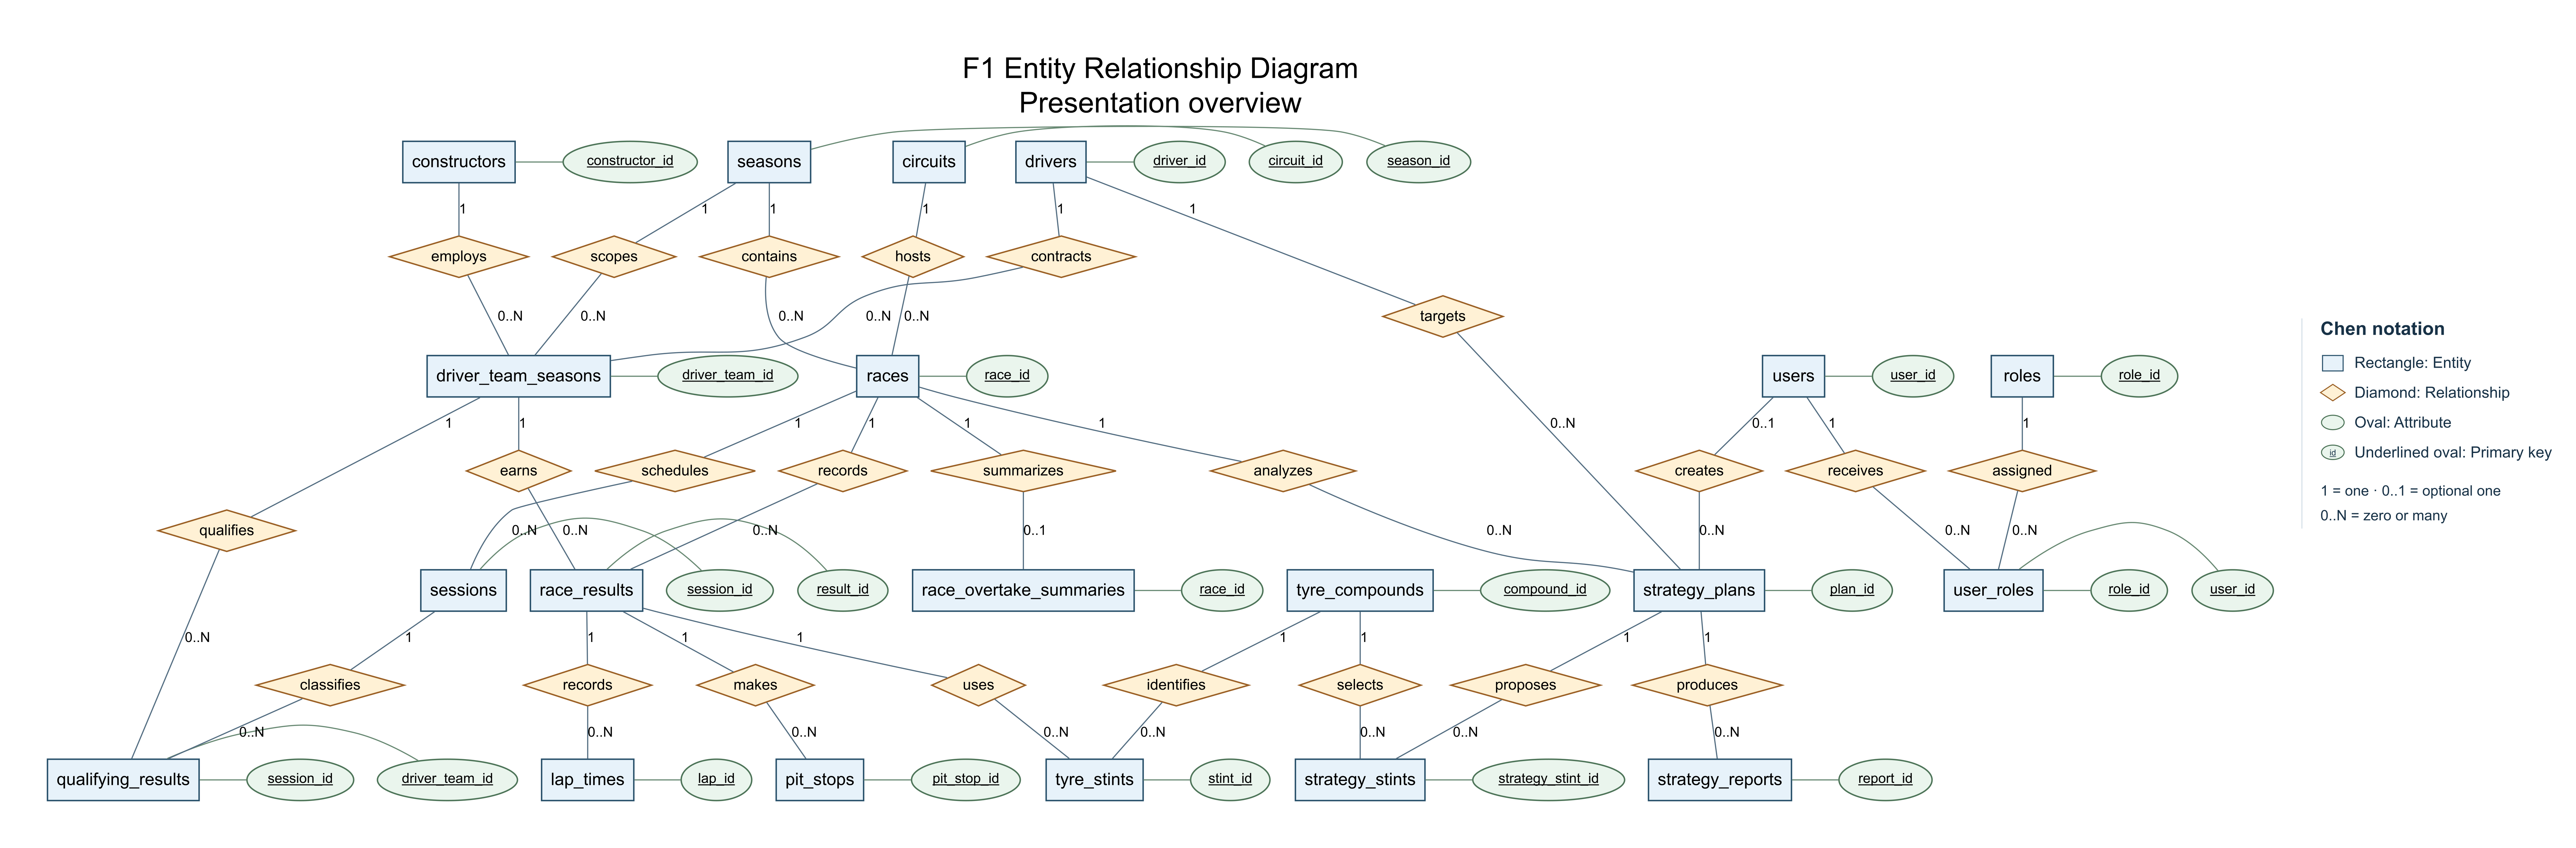 F1 Entity Relationship Diagram
Presentation overview
constructors
constructor_id
seasons
circuits
drivers
driver_id
circuit_id
season_id
1
1
1
1
1
1
employs
scopes
contains
hosts
contracts
targets
0..N
0..N
0..N
0..N
0..N
driver_team_seasons
driver_team_id
races
race_id
users
user_id
roles
role_id
1
1
1
1
1
1
0..N
0..1
1
1
earns
schedules
records
summarizes
analyzes
creates
receives
assigned
qualifies
0..N
0..N
0..N
0..1
0..N
0..N
0..N
0..N
sessions
race_results
session_id
result_id
race_overtake_summaries
race_id
tyre_compounds
compound_id
strategy_plans
plan_id
user_roles
role_id
user_id
0..N
1
1
1
1
1
1
1
1
classifies
records
makes
uses
identifies
selects
proposes
produces
0..N
0..N
0..N
0..N
0..N
0..N
0..N
0..N
qualifying_results
session_id
driver_team_id
lap_times
lap_id
pit_stops
pit_stop_id
tyre_stints
stint_id
strategy_stints
strategy_stint_id
strategy_reports
report_id
Chen notation
Rectangle: Entity
Diamond: Relationship
Oval: Attribute
id Underlined oval: Primary key
1 = one · 0..1 = optional one
0..N = zero or many